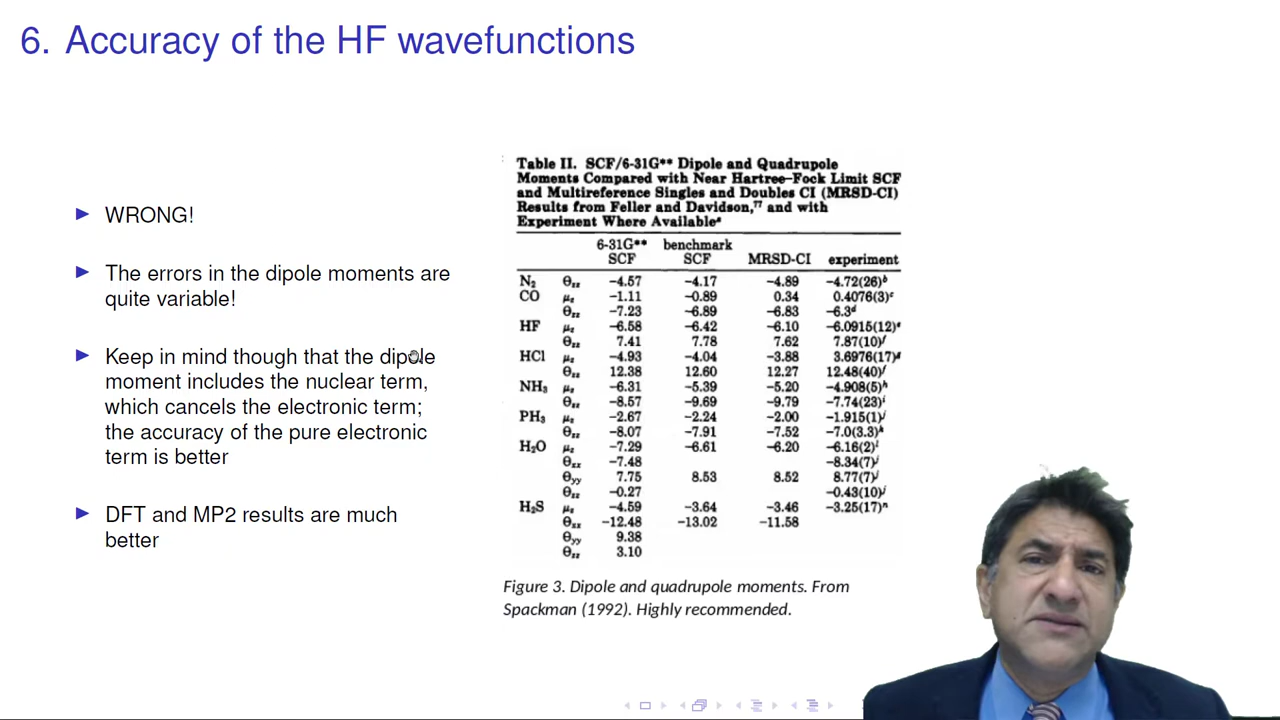 6. Accuracy of the HF wavefunctions
▶ WRONG!
▶ The errors in the dipole moments are
quite variable!
▶ Keep in mind though that the dipole
moment includes the nuclear term,
which cancels the electronic term;
the accuracy of the pure electronic
term is better
▶ DFT and MP2 results are much
better
Table II. SCF/6-31G** Dipole and Quadrupole
Moments Compared with Near Hartree–Fock Limit SCF
and Multireference Singles and Doubles CI (MRSD-CI)
Results from Feller and Davidson,⁷⁷ and with
Experiment Where Availableᵃ
6-31G** benchmark
SCF SCF MRSD-CI experiment
N₂ Θzz −4.57 −4.17 −4.89 −4.72(26)ᵇ
CO μz −1.11 −0.89 0.34 0.4076(3)ᶜ
Θzz −7.23 −6.89 −6.83 −6.3ᵈ
HF μz −6.58 −6.42 −6.10 −6.0915(12)ᵉ
Θzz 7.41 7.78 7.62 7.87(10)ᶠ
HCl μz −4.93 −4.04 −3.88 3.6976(17)ᵍ
Θzz 12.38 12.60 12.27 12.48(40)ᶠ
NH₃ μz −6.31 −5.39 −5.20 −4.908(5)ʰ
Θzz −8.57 −9.69 −9.79 −7.74(23)ⁱ
PH₃ μz −2.67 −2.24 −2.00 −1.915(1)ʲ
Θzz −8.07 −7.91 −7.52 −7.0(3.3)ᵏ
H₂O μz −7.29 −6.61 −6.20 −6.16(2)ˡ
Θxx −7.48 −8.34(7)ʲ
Θyy 7.75 8.53 8.52 8.77(7)ʲ
Θzz −0.27 −0.43(10)ʲ
H₂S μz −4.59 −3.64 −3.46 −3.25(17)ⁿ
Θxx −12.48 −13.02 −11.58
Θyy 9.38
Θzz 3.10
Figure 3. Dipole and quadrupole moments. From
Spackman (1992). Highly recommended.